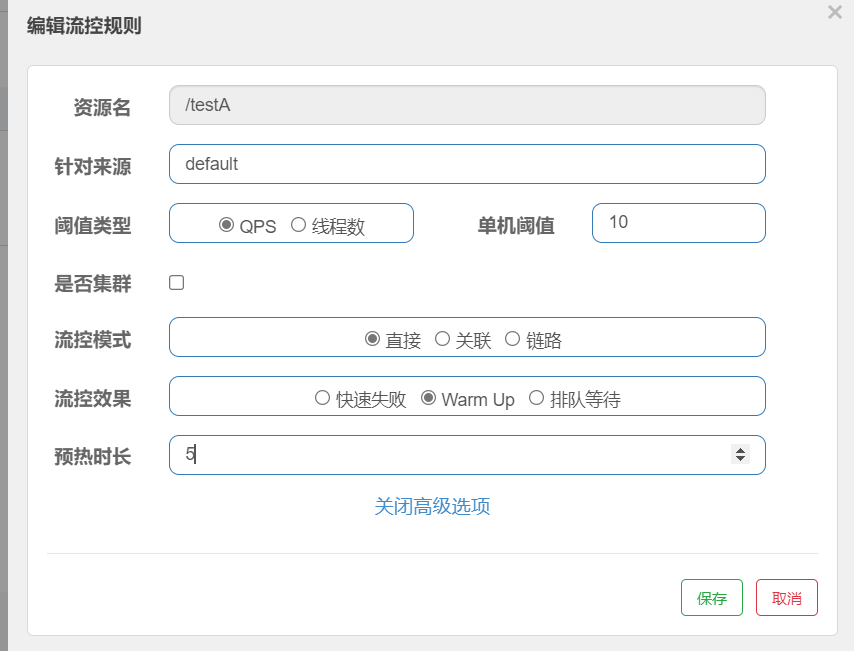 编辑流控规则
×
资源名 /testA
针对来源 default
阈值类型 QPS 线程数 单机阈值 10
是否集群
流控模式 直接 关联 链路
流控效果 快速失败 Warm Up 排队等待
预热时长 5
关闭高级选项
保存 取消